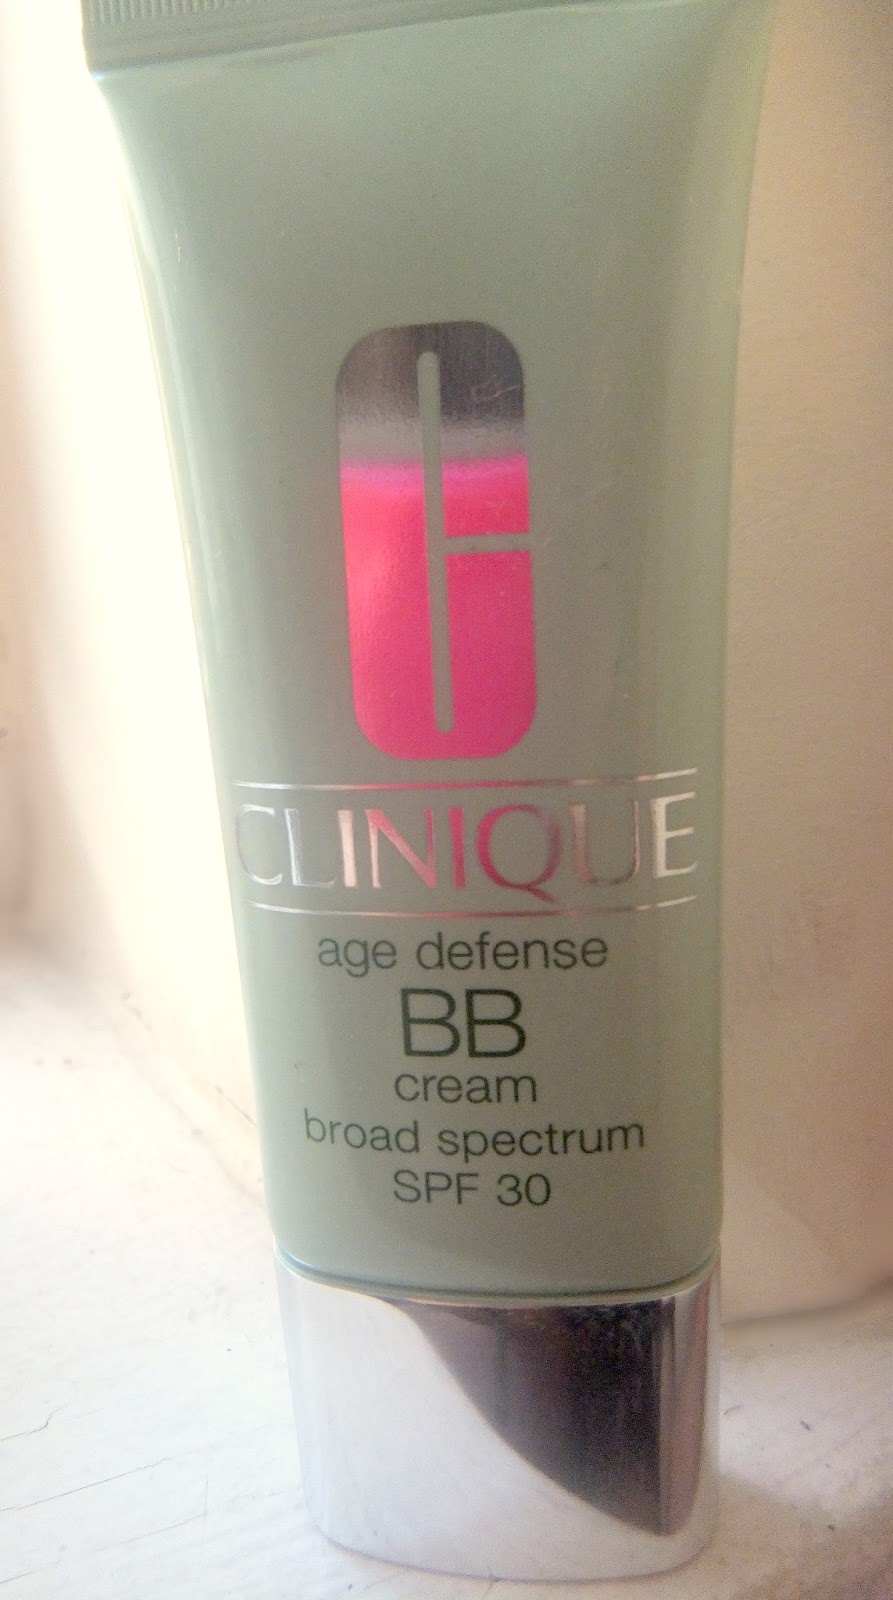 CLINIQUE
age defense
BB
cream
broad spectrum
SPF 30